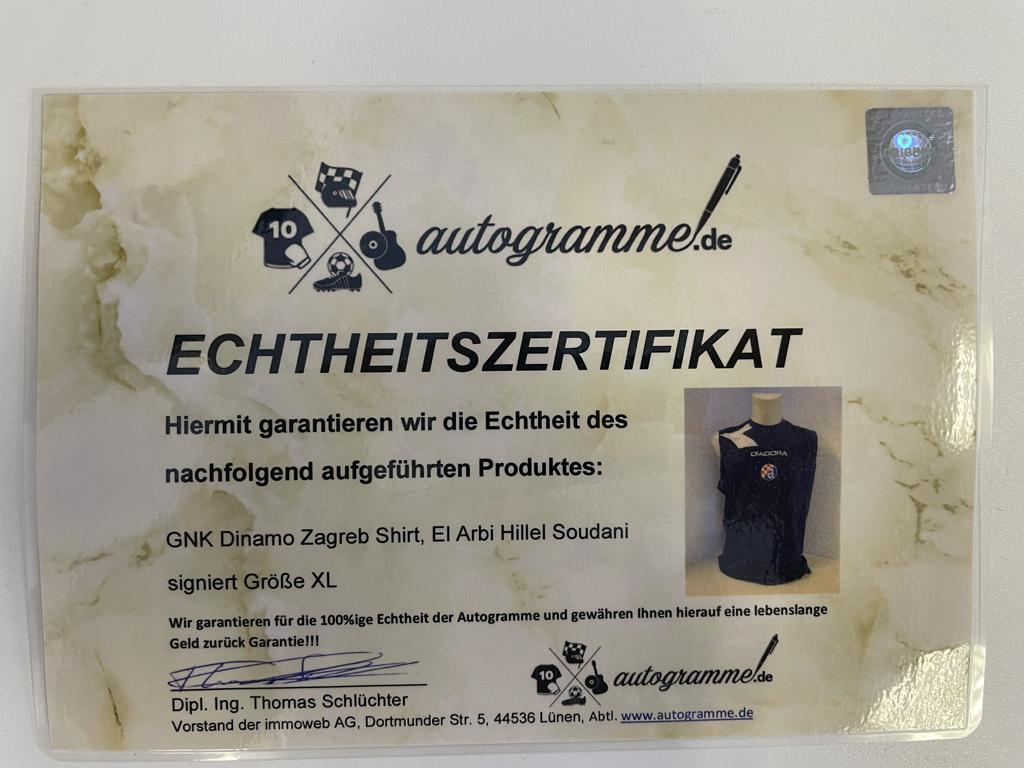 10
autogramme.de
ECHTHEITSZERTIFIKAT
Hiermit garantieren wir die Echtheit des
nachfolgend aufgeführten Produktes:
DIADORA
GNK Dinamo Zagreb Shirt, El Arbi Hillel Soudani
signiert Größe XL
Wir garantieren für die 100%ige Echtheit der Autogramme und gewähren Ihnen hierauf eine lebenslange
Geld zurück Garantie!!!
10
autogramme.de
Dipl. Ing. Thomas Schlüchter
Vorstand der immoweb AG, Dortmunder Str. 5, 44536 Lünen, Abtl. www.autogramme.de